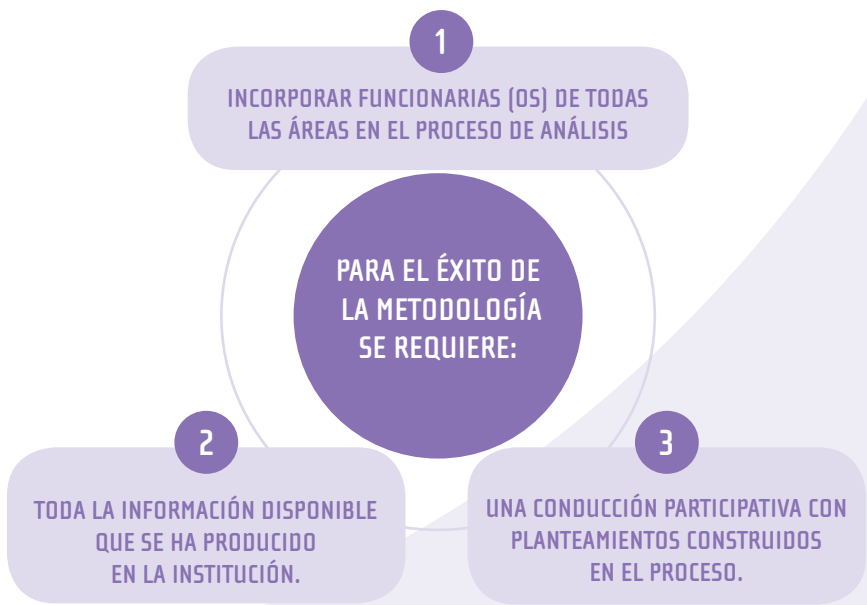 1
INCORPORAR FUNCIONARIAS (OS) DE TODAS
LAS ÁREAS EN EL PROCESO DE ANÁLISIS
PARA EL ÉXITO DE
LA METODOLOGÍA
SE REQUIERE:
2
TODA LA INFORMACIÓN DISPONIBLE
QUE SE HA PRODUCIDO
EN LA INSTITUCIÓN.
3
UNA CONDUCCIÓN PARTICIPATIVA CON
PLANTEAMIENTOS CONSTRUIDOS
EN EL PROCESO.